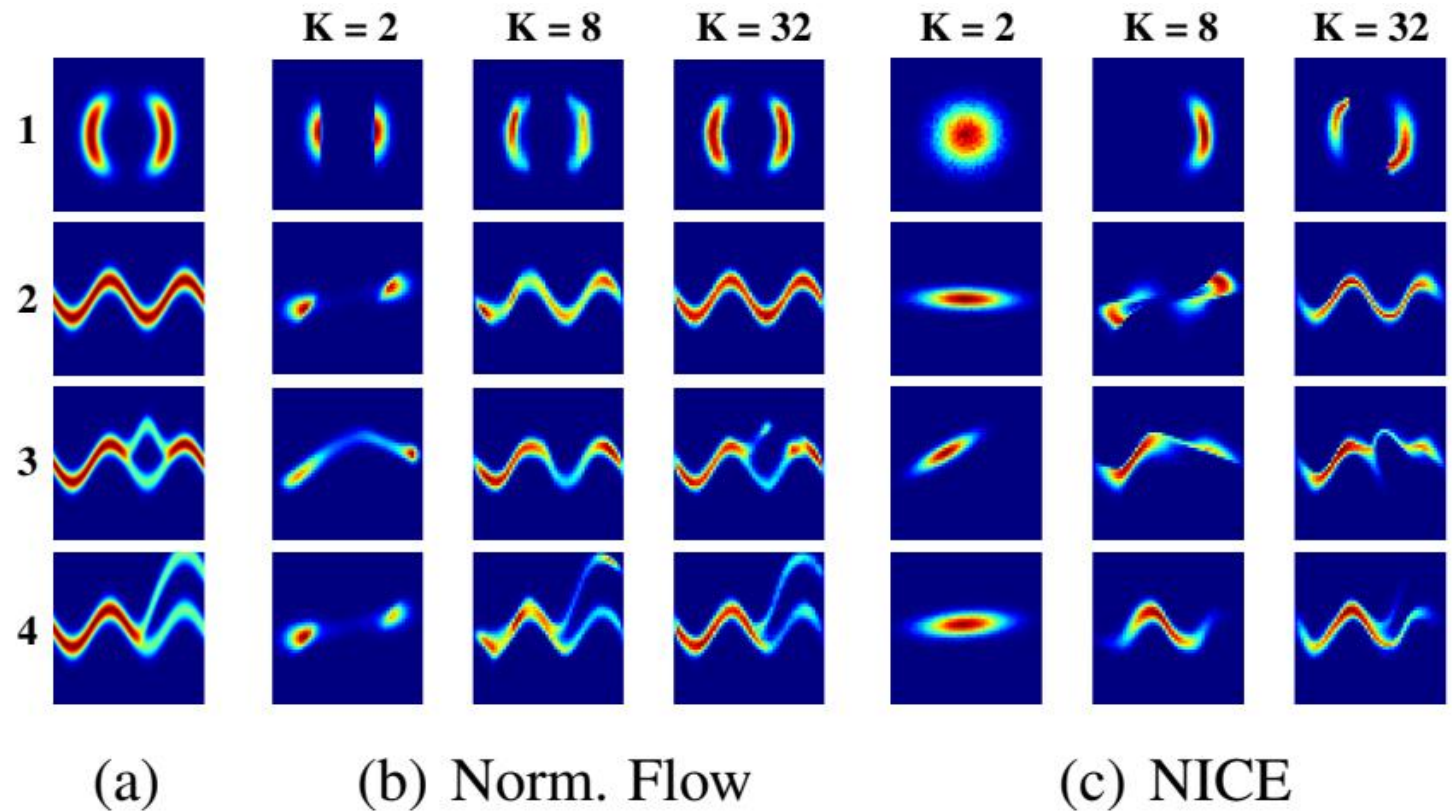 K = 2 K = 8 K = 32 K = 2 K = 8 K = 32
1
2
3
4
(a) (b) Norm. Flow (c) NICE